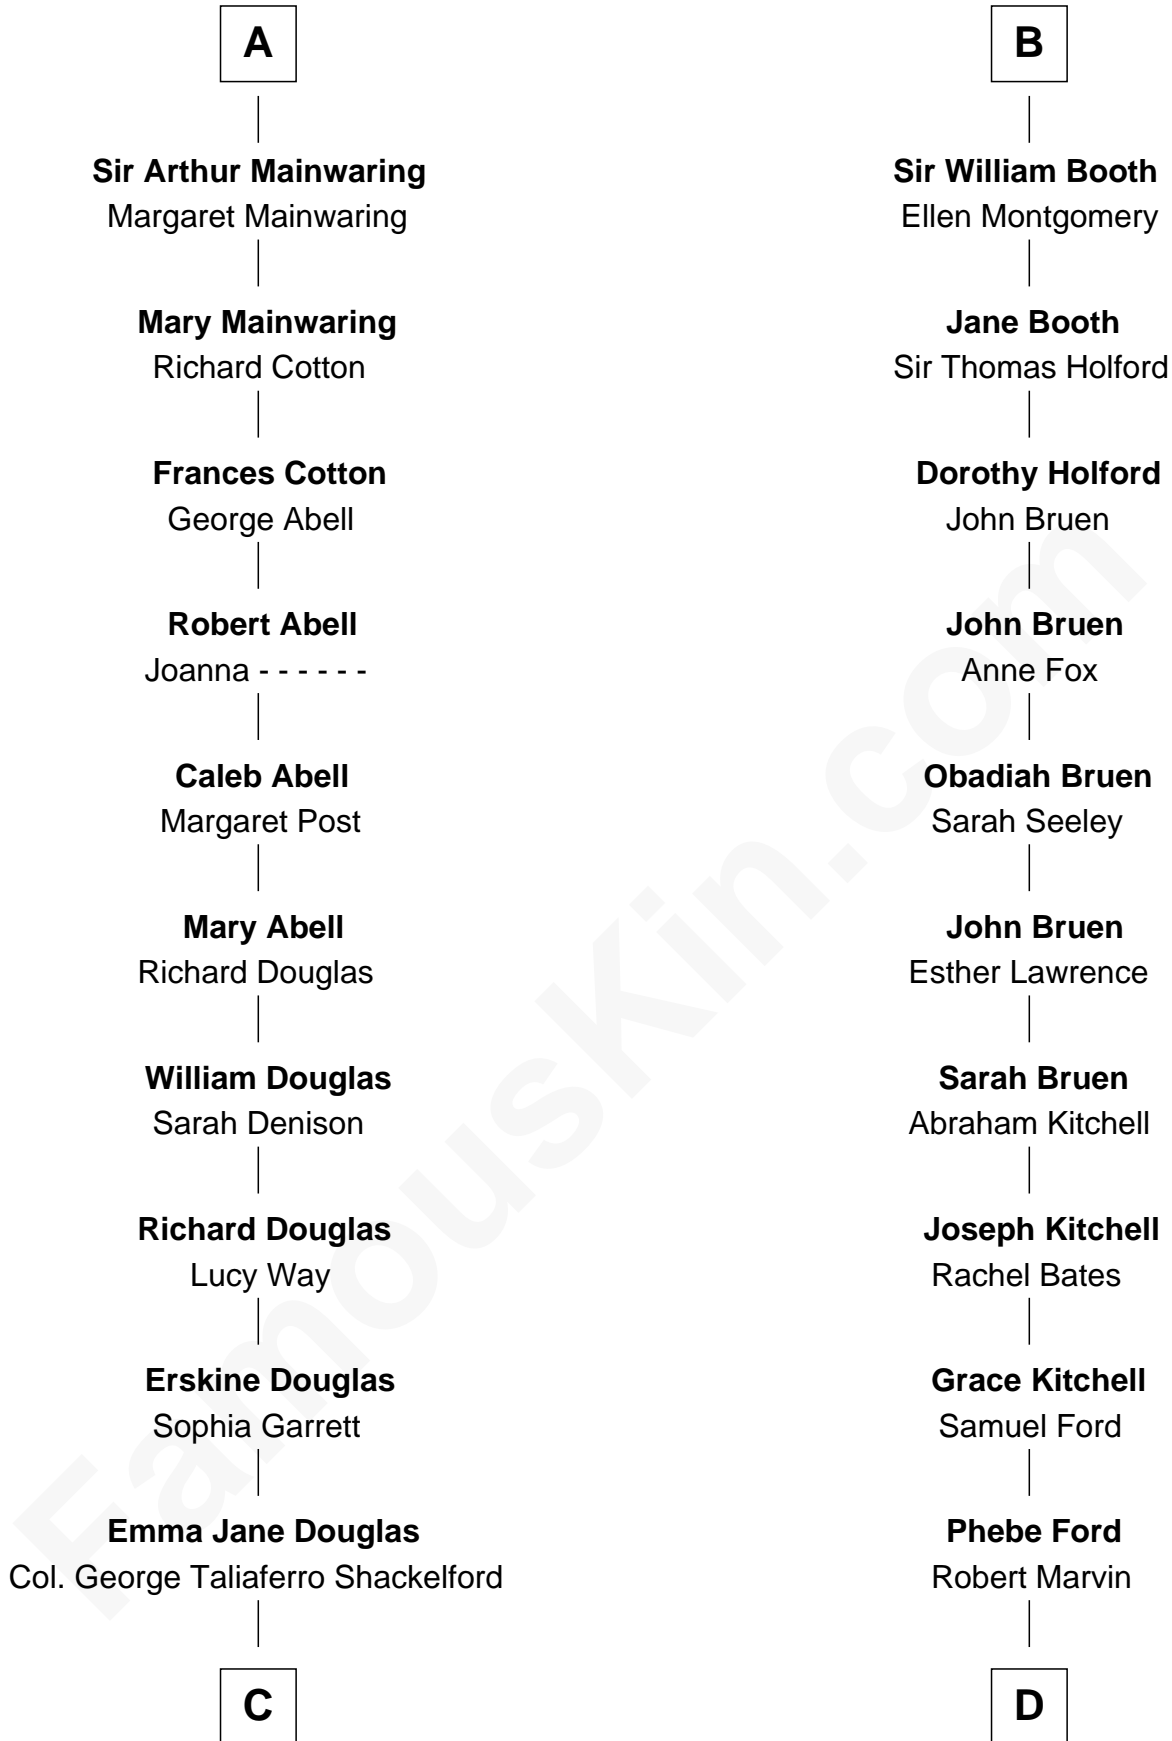 A
Sir Arthur Mainwaring
Margaret Mainwaring
Mary Mainwaring
Richard Cotton
Frances Cotton
George Abell
Robert Abell
Joanna - - - - - -
Caleb Abell
Margaret Post
Mary Abell
Richard Douglas
William Douglas
Sarah Denison
Richard Douglas
Lucy Way
Erskine Douglas
Sophia Garrett
Emma Jane Douglas
Col. George Taliaferro Shackelford
C
B
Sir William Booth
Ellen Montgomery
Jane Booth
Sir Thomas Holford
Dorothy Holford
John Bruen
John Bruen
Anne Fox
Obadiah Bruen
Sarah Seeley
John Bruen
Esther Lawrence
Sarah Bruen
Abraham Kitchell
Joseph Kitchell
Rachel Bates
Grace Kitchell
Samuel Ford
Phebe Ford
Robert Marvin
D
FamousKin.com